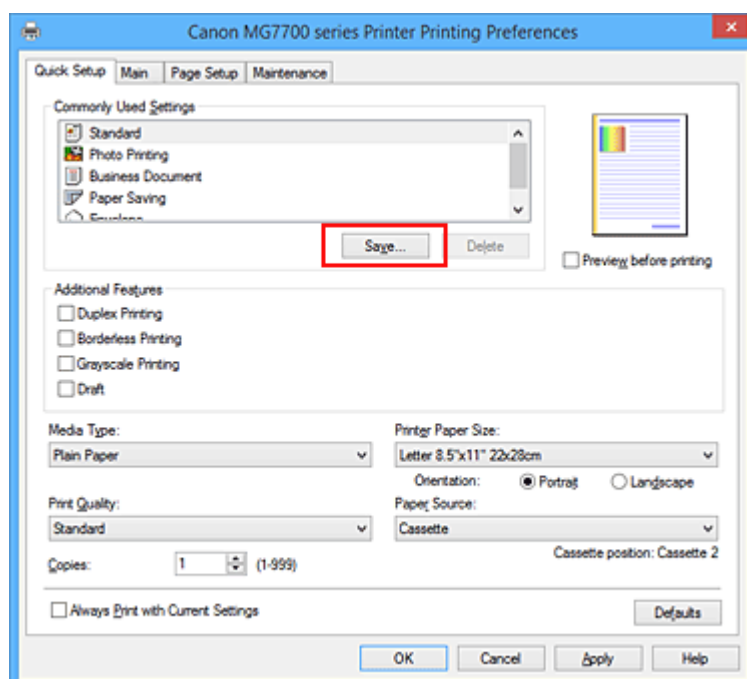 Canon MG7700 series Printer Printing Preferences
Quick Setup Main Page Setup Maintenance
Commonly Used Settings
Standard
Photo Printing
Business Document
Paper Saving
Envelope
Save... Delete
Preview before printing
Additional Features
Duplex Printing
Borderless Printing
Grayscale Printing
Draft
Media Type:
Plain Paper
Printer Paper Size:
Letter 8.5"x11" 22x28cm
Orientation: Portrait Landscape
Print Quality:
Standard
Paper Source:
Cassette
Cassette position: Cassette 2
Copies: 1 (1-999)
Always Print with Current Settings
Defaults
OK Cancel Apply Help